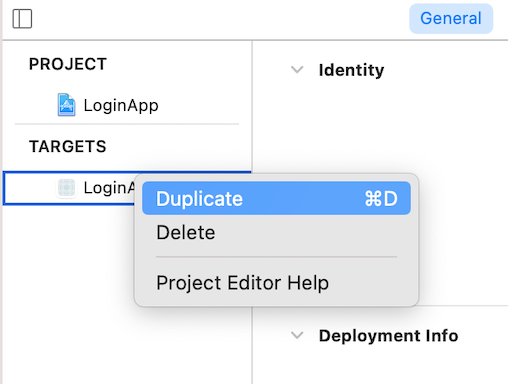 General
PROJECT
LoginApp
TARGETS
LoginA
Duplicate ⌘D
Delete
Project Editor Help
Identity
Deployment Info